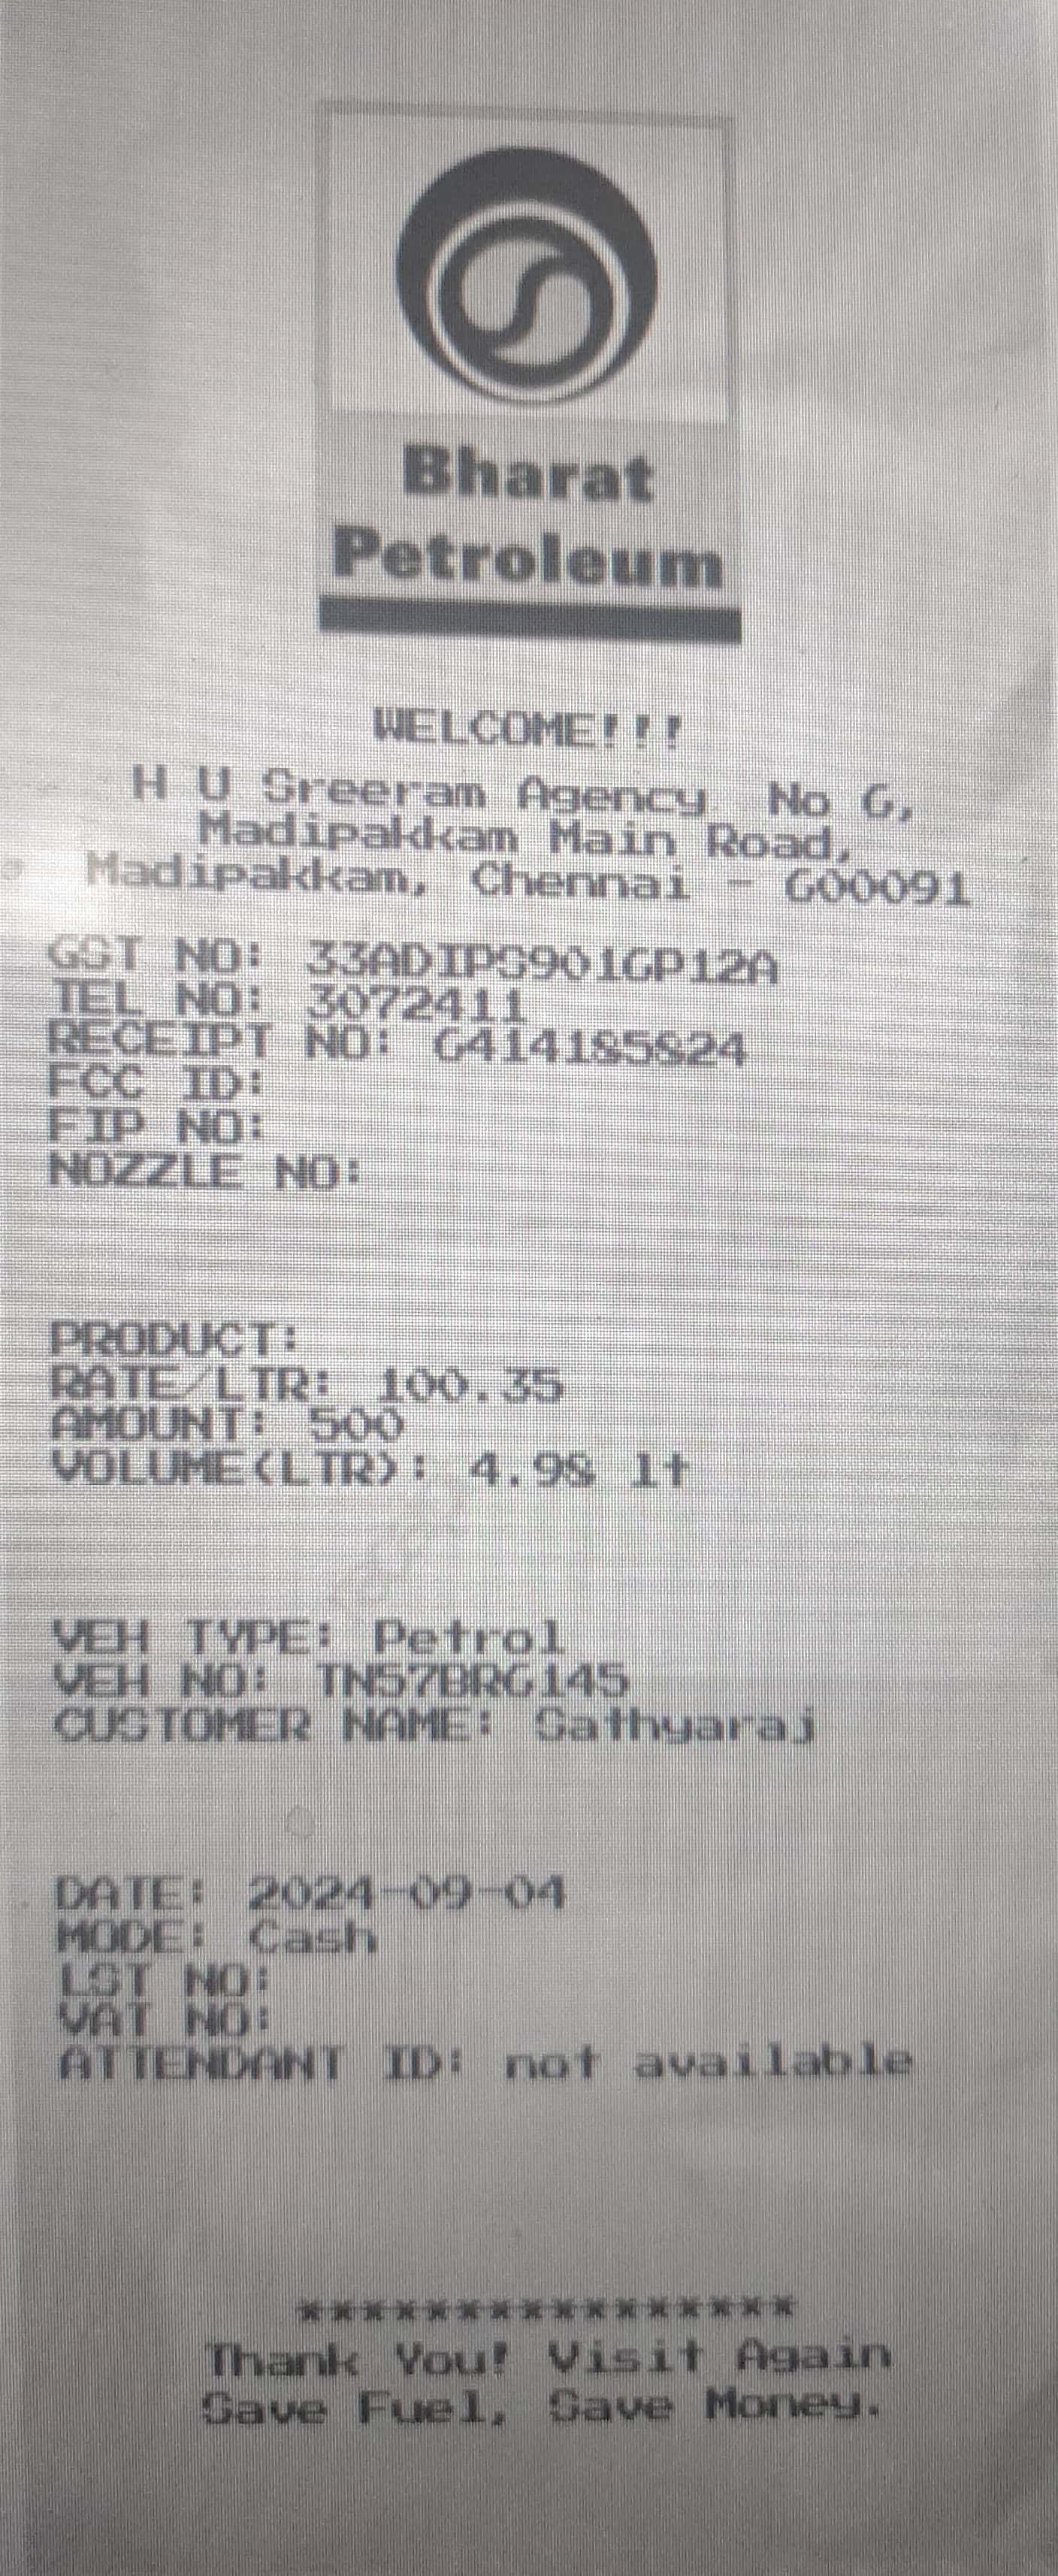 Bharat
Petroleum
WELCOME!!!
H U Sreeram Agency No 6,
Madipakkam Main Road,
Madipakkam, Chennai - 600091
GST NO: 33ADIPS9016P1ZA
TEL NO: 3072411
RECEIPT NO: 6414185824
FCC ID:
FIP NO:
NOZZLE NO:
PRODUCT:
RATE/LTR: 100.35
AMOUNT: 500
VOLUME(LTR): 4.98 lt
VEH TYPE: Petrol
VEH NO: TN57BR6145
CUSTOMER NAME: Sathyaraj
DATE: 2024-09-04
MODE: Cash
LST NO:
VAT NO:
ATTENDANT ID: not available
****************
Thank You! Visit Again
Save Fuel, Save Money.